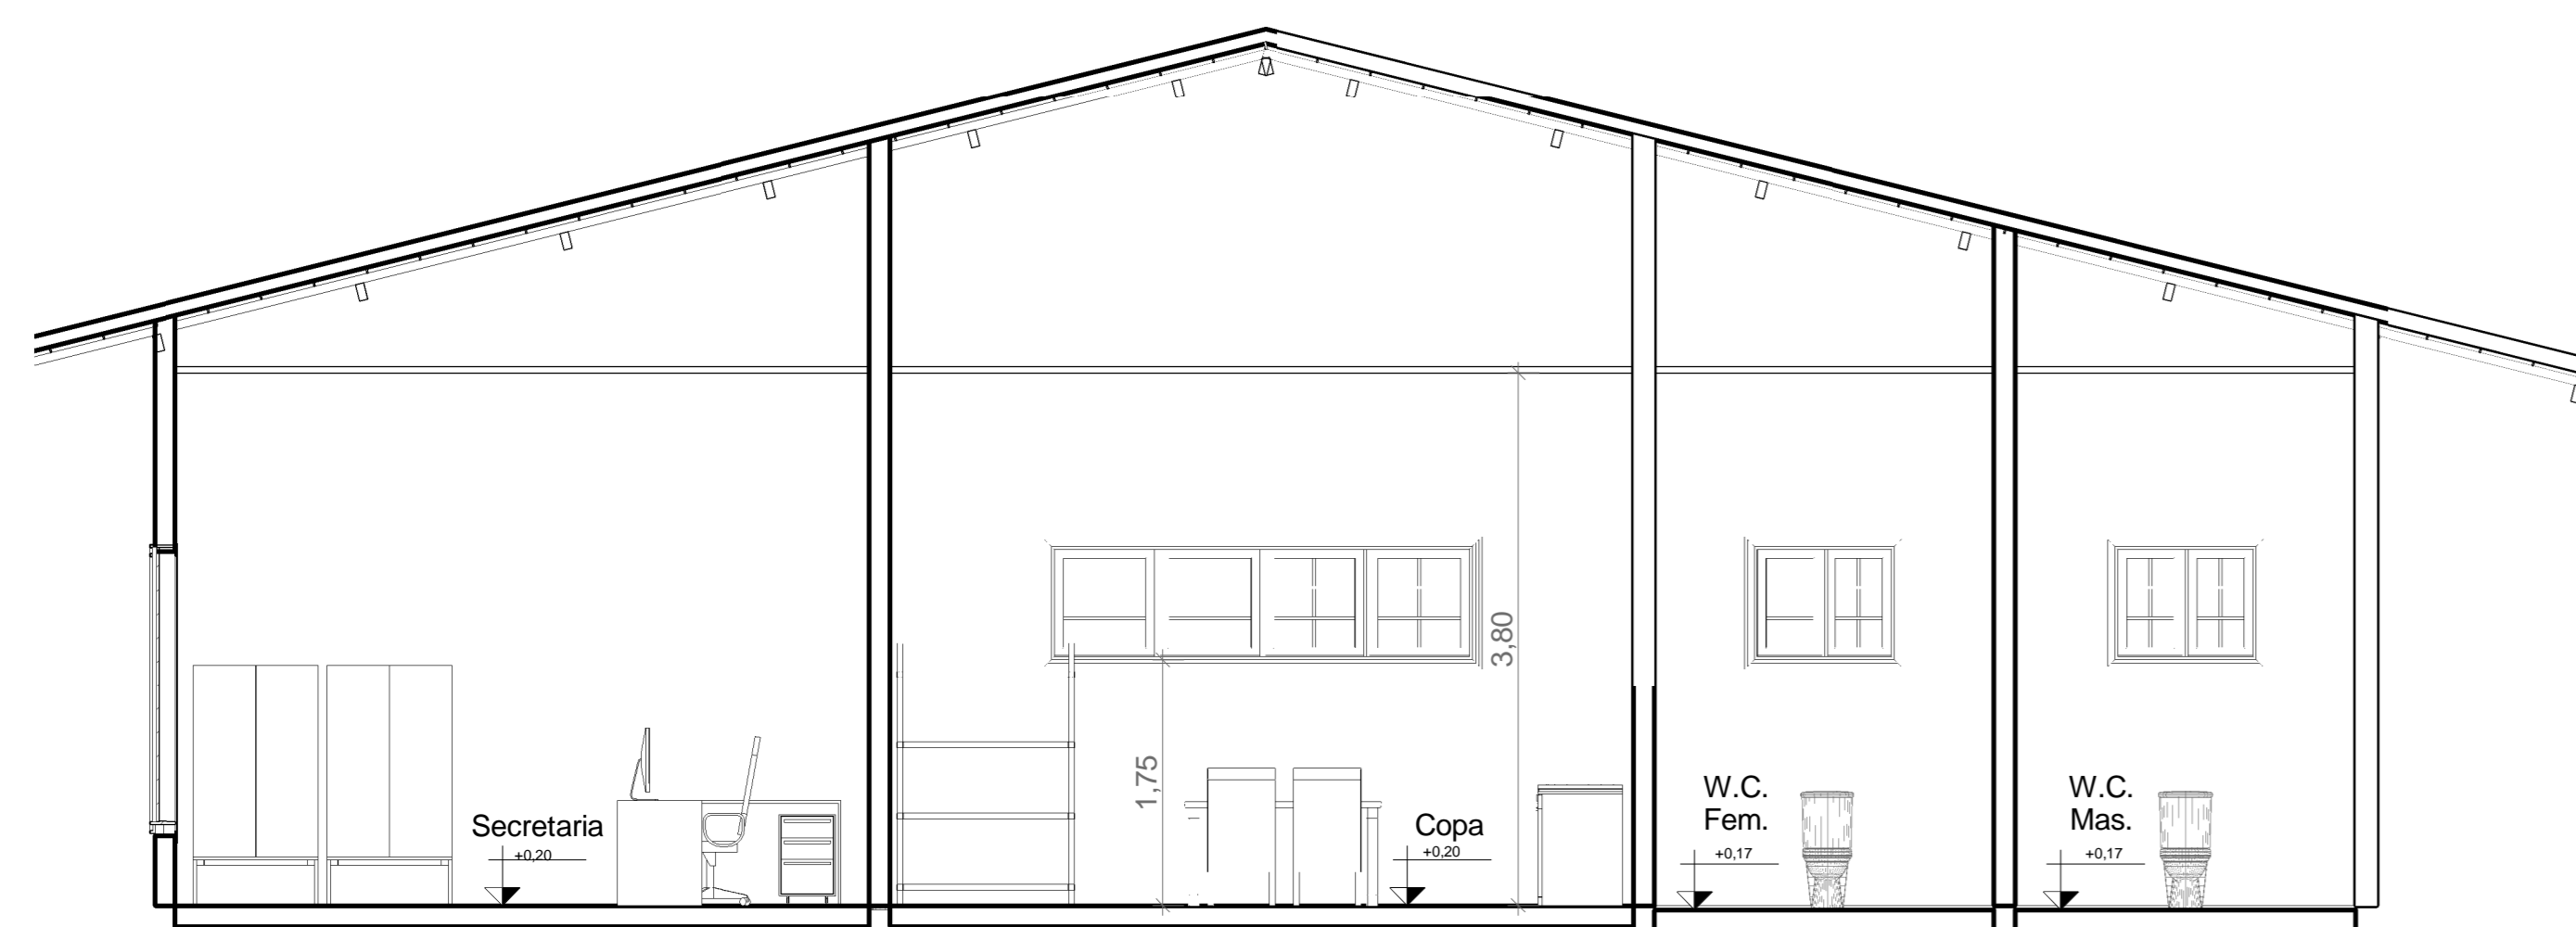 3,80
1,75
Secretaria
+0,20
Copa
+0,20
W.C.
Fem.
+0,17
W.C.
Mas.
+0,17